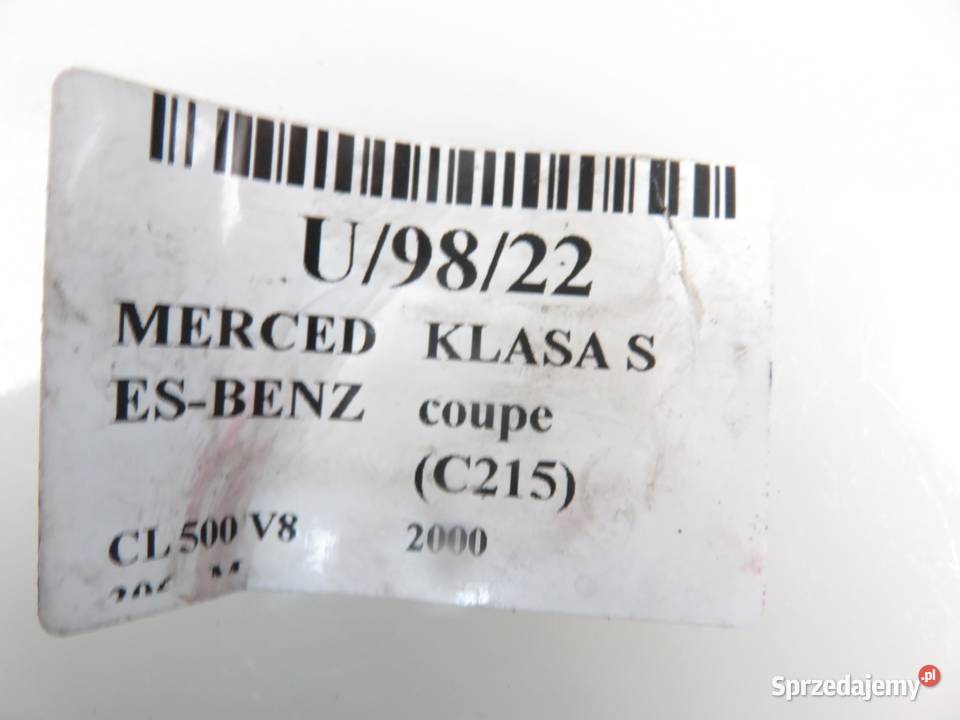 U/98/22
MERCED KLASA S
ES-BENZ coupe
(C215)
CL 500 V8 2000
Sprzedajemy.pl